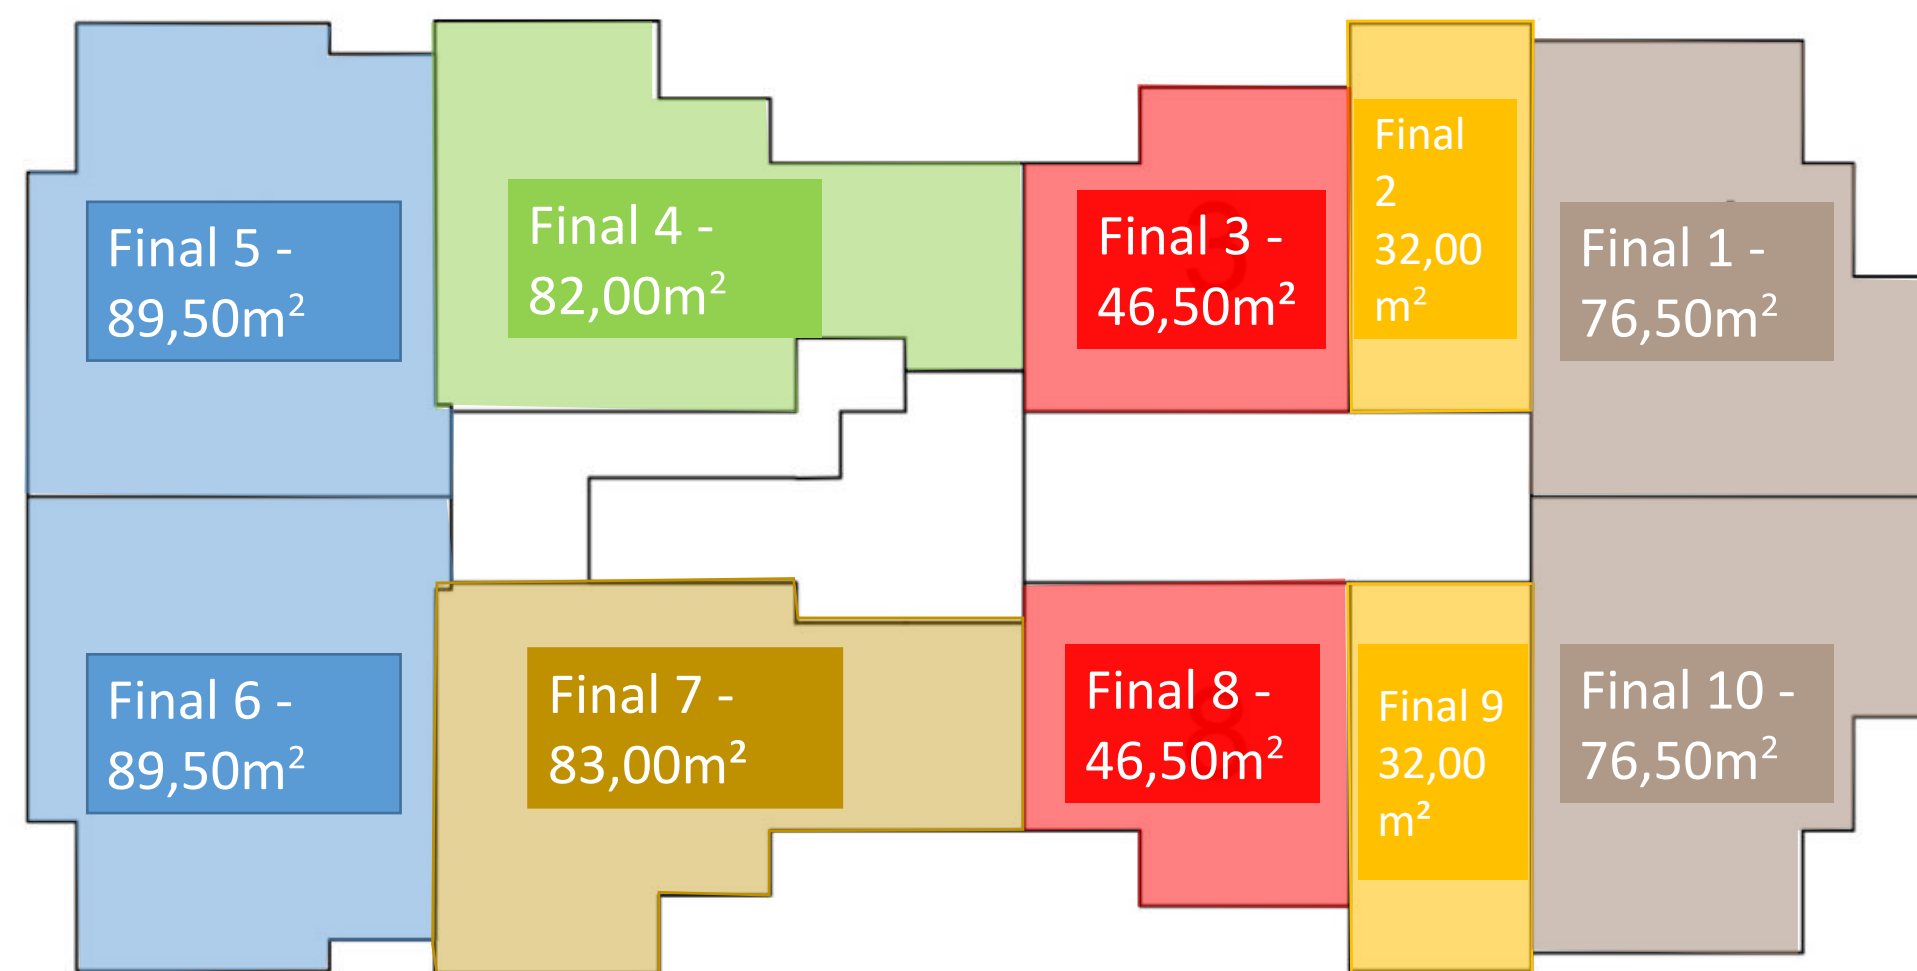 Final 5 -
89,50m²
Final 4 -
82,00m²
Final 3 -
46,50m²
Final
2
32,00
m²
Final 1 -
76,50m²
Final 6 -
89,50m²
Final 7 -
83,00m²
Final 8 -
46,50m²
Final 9
32,00
m²
Final 10 -
76,50m²
3
8